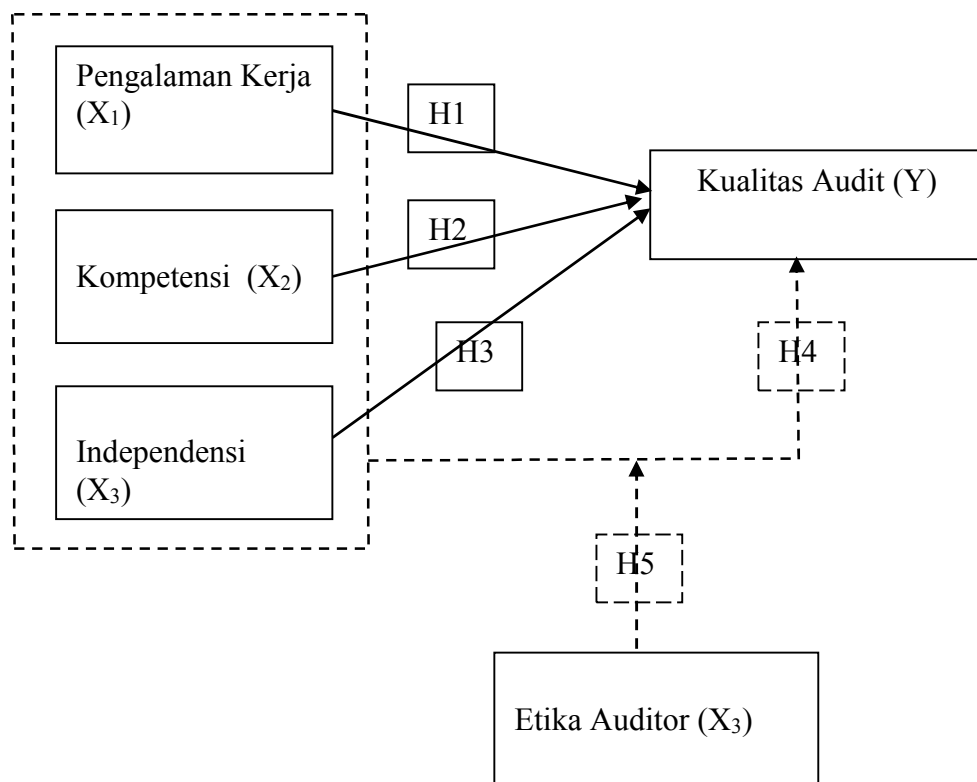 Pengalaman Kerja
(X₁)
H1
Kualitas Audit (Y)
H2
Kompetensi (X₂)
H3
H4
Independensi
(X₃)
H5
Etika Auditor (X₃)